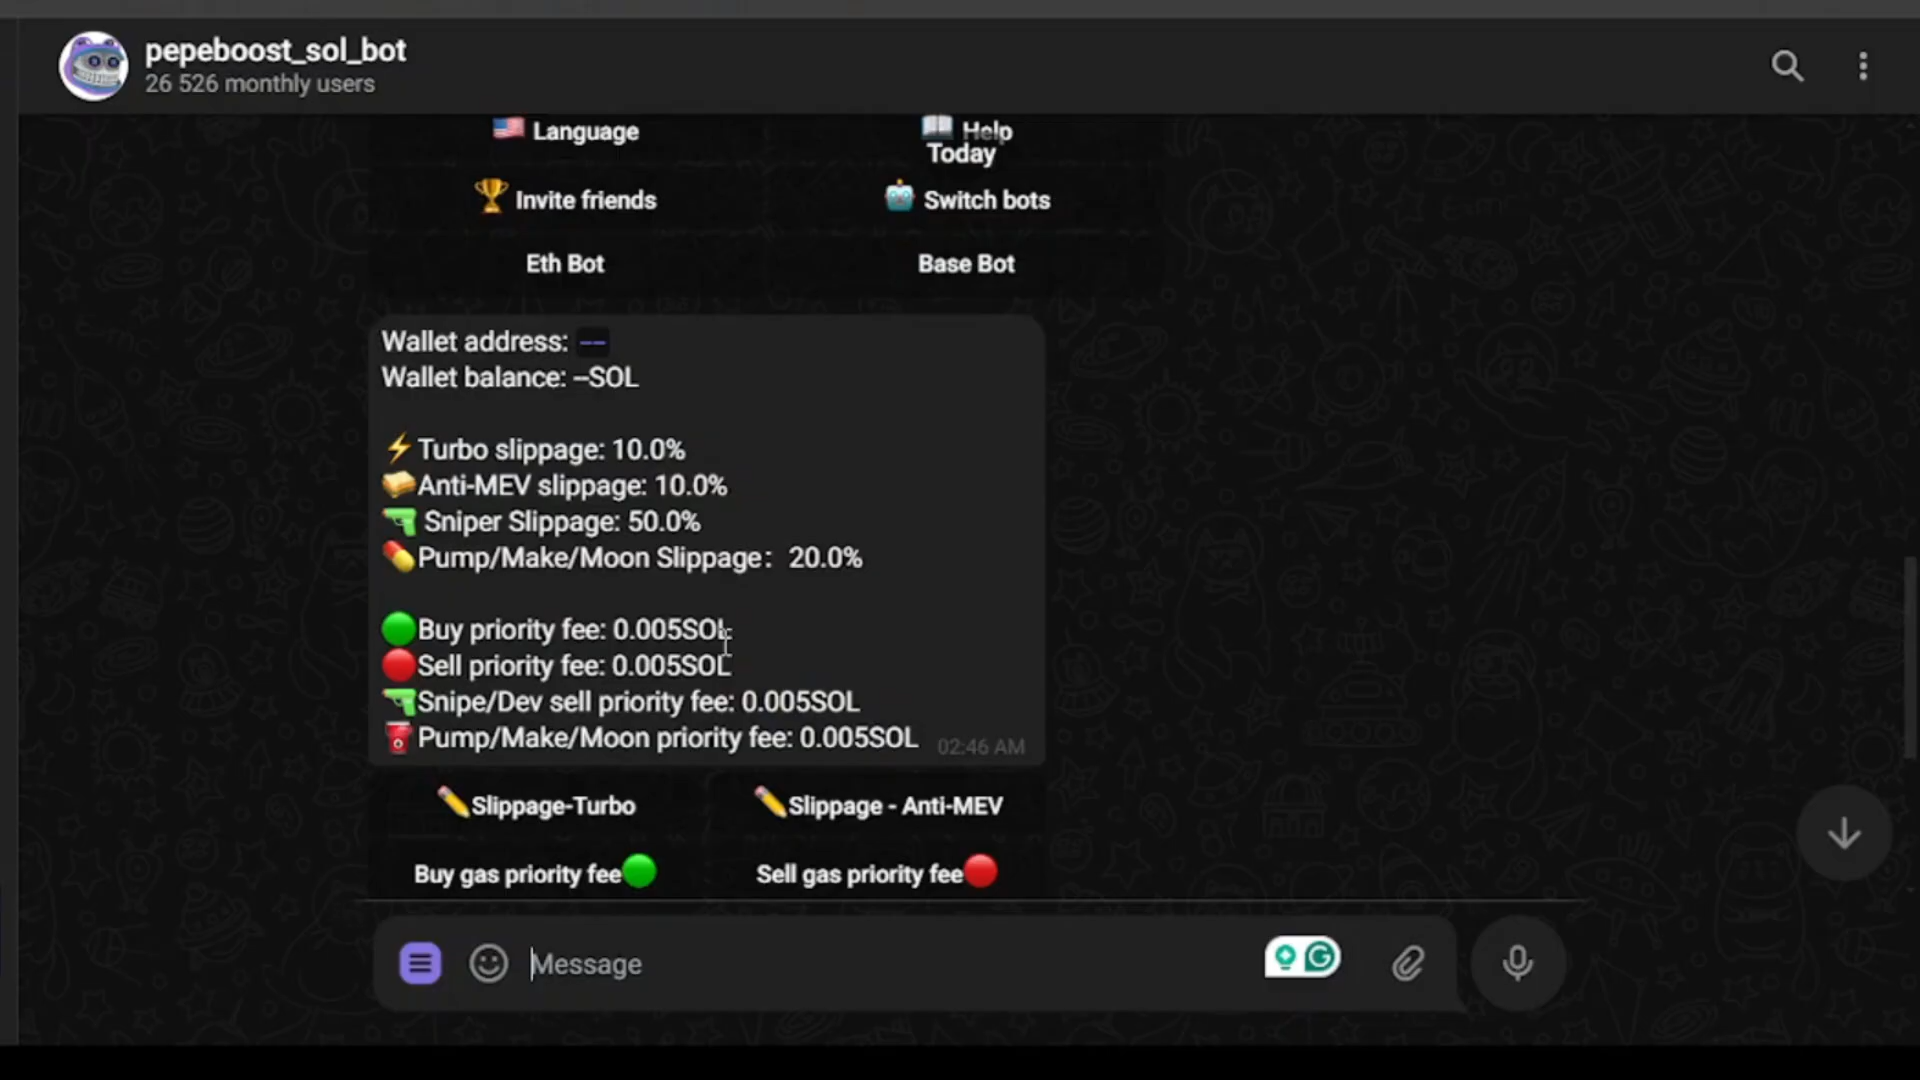 pepeboost_sol_bot
26 526 monthly users
Language
Help
Today
Invite friends
Switch bots
Eth Bot
Base Bot
Wallet address: --
Wallet balance: --SOL
Turbo slippage: 10.0%
Anti-MEV slippage: 10.0%
Sniper Slippage: 50.0%
Pump/Make/Moon Slippage: 20.0%
Buy priority fee: 0.005SOL
Sell priority fee: 0.005SOL
Snipe/Dev sell priority fee: 0.005SOL
Pump/Make/Moon priority fee: 0.005SOL
02:46 AM
Slippage-Turbo
Slippage - Anti-MEV
Buy gas priority fee
Sell gas priority fee
Message